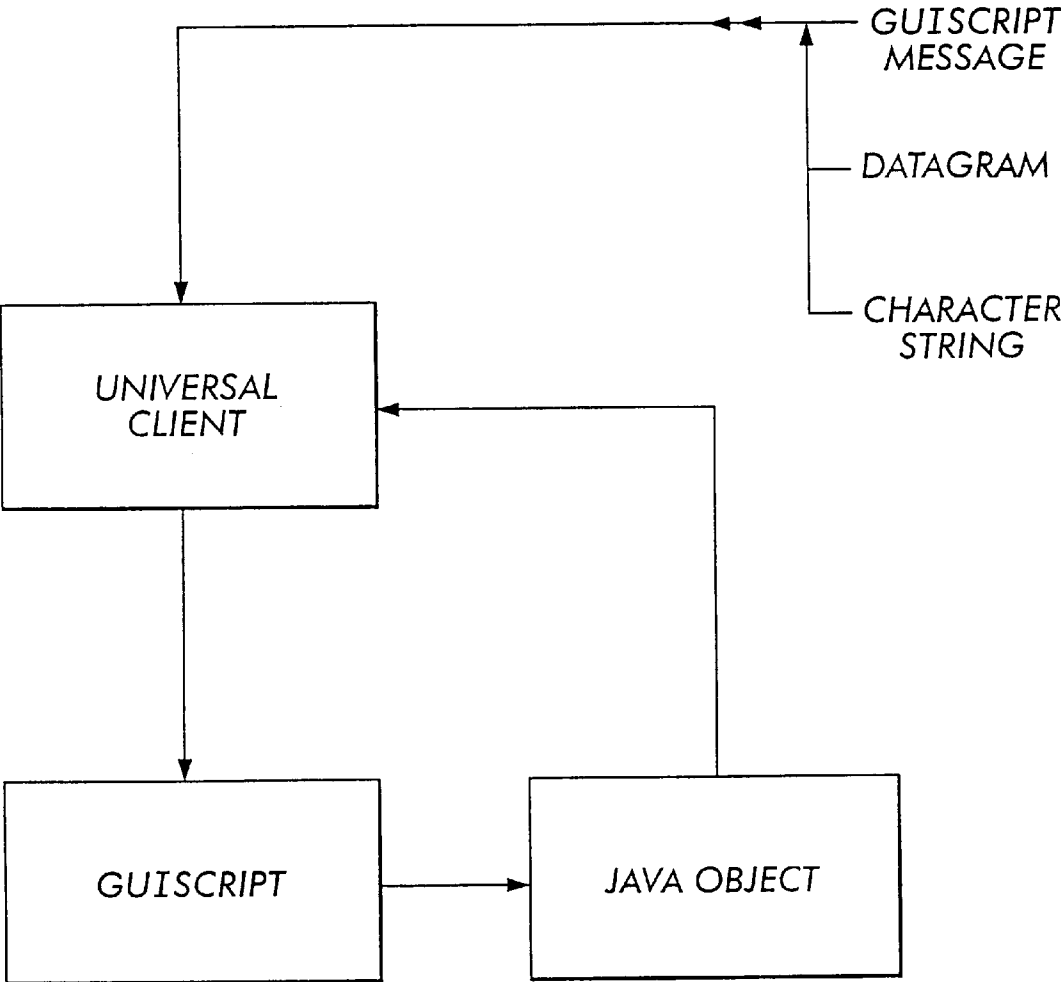 GUISCRIPT
MESSAGE
DATAGRAM
CHARACTER
STRING
UNIVERSAL
CLIENT
GUISCRIPT
JAVA OBJECT